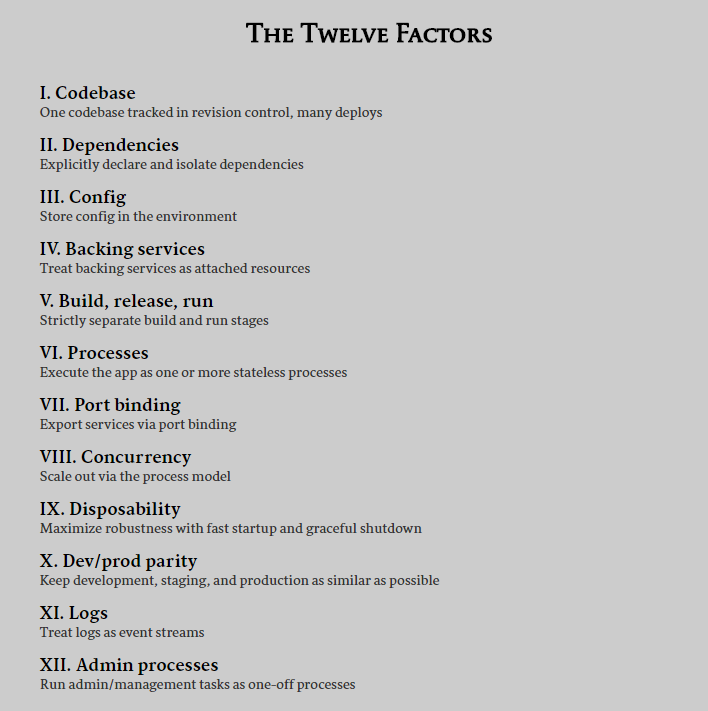 The Twelve Factors
I. Codebase
One codebase tracked in revision control, many deploys
II. Dependencies
Explicitly declare and isolate dependencies
III. Config
Store config in the environment
IV. Backing services
Treat backing services as attached resources
V. Build, release, run
Strictly separate build and run stages
VI. Processes
Execute the app as one or more stateless processes
VII. Port binding
Export services via port binding
VIII. Concurrency
Scale out via the process model
IX. Disposability
Maximize robustness with fast startup and graceful shutdown
X. Dev/prod parity
Keep development, staging, and production as similar as possible
XI. Logs
Treat logs as event streams
XII. Admin processes
Run admin/management tasks as one-off processes